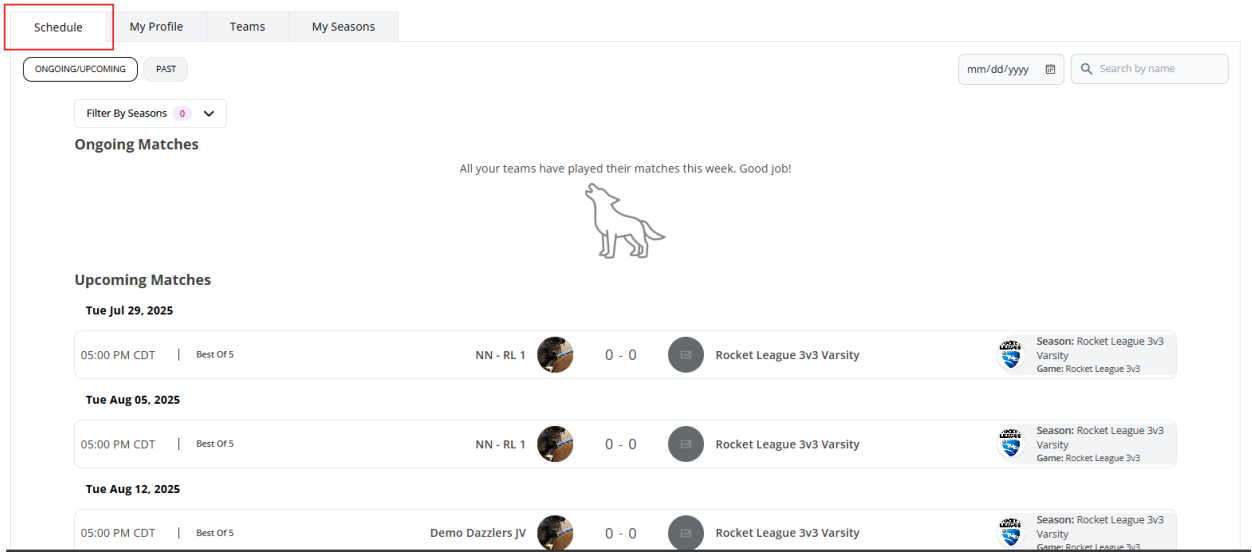 Schedule
My Profile
Teams
My Seasons
ONGOING/UPCOMING
PAST
mm/dd/yyyy
Search by name
Filter By Seasons 0
Ongoing Matches
All your teams have played their matches this week. Good job!
Upcoming Matches
Tue Jul 29, 2025
05:00 PM CDT | Best Of 5
NN - RL 1
0 - 0
Rocket League 3v3 Varsity
Season: Rocket League 3v3
Varsity
Game: Rocket League 3v3
Tue Aug 05, 2025
05:00 PM CDT | Best Of 5
NN - RL 1
0 - 0
Rocket League 3v3 Varsity
Season: Rocket League 3v3
Varsity
Game: Rocket League 3v3
Tue Aug 12, 2025
05:00 PM CDT | Best Of 5
Demo Dazzlers JV
0 - 0
Rocket League 3v3 Varsity
Season: Rocket League 3v3
Varsity
Game: Rocket League 3v3